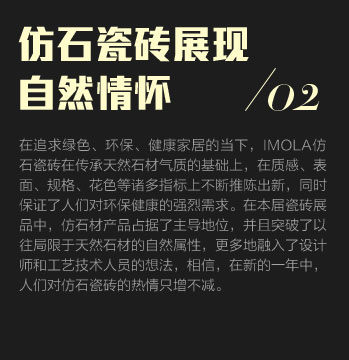 仿石瓷砖展现
自然情怀 /02
在追求绿色、环保、健康家居的当下，IMOLA仿
石瓷砖在传承天然石材气质的基础上，在质感、表
面、规格、花色等诸多指标上不断推陈出新，同时
保证了人们对环保健康的强烈需求。在本届瓷砖展
品中，仿石材产品占据了主导地位，并且突破了以
往局限于天然石材的自然属性，更多地融入了设计
师和工艺技术人员的想法，相信，在新的一年中，
人们对仿石瓷砖的热情只增不减。